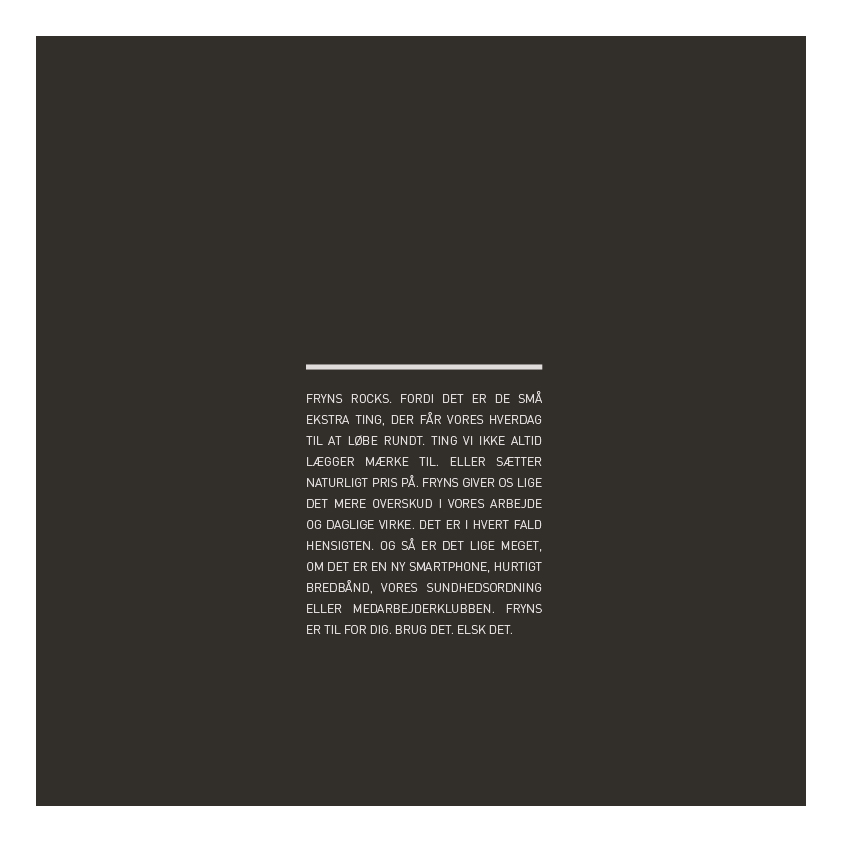 FRYNS ROCKS. FORDI DET ER DE SMÅ
EKSTRA TING, DER FÅR VORES HVERDAG
TIL AT LØBE RUNDT. TING VI IKKE ALTID
LÆGGER MÆRKE TIL. ELLER SÆTTER
NATURLIGT PRIS PÅ. FRYNS GIVER OS LIGE
DET MERE OVERSKUD I VORES ARBEJDE
OG DAGLIGE VIRKE. DET ER I HVERT FALD
HENSIGTEN. OG SÅ ER DET LIGE MEGET,
OM DET ER EN NY SMARTPHONE, HURTIGT
BREDBÅND, VORES SUNDHEDSORDNING
ELLER MEDARBEJDERKLUBBEN. FRYNS
ER TIL FOR DIG. BRUG DET. ELSK DET.